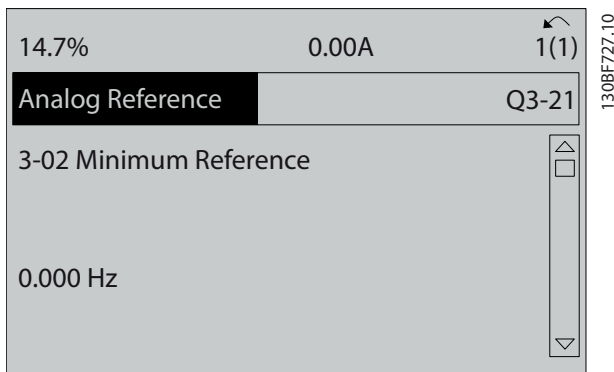 14.7% 0.00A 1(1)
Analog Reference Q3-21
3-02 Minimum Reference
0.000 Hz
130BF727.10